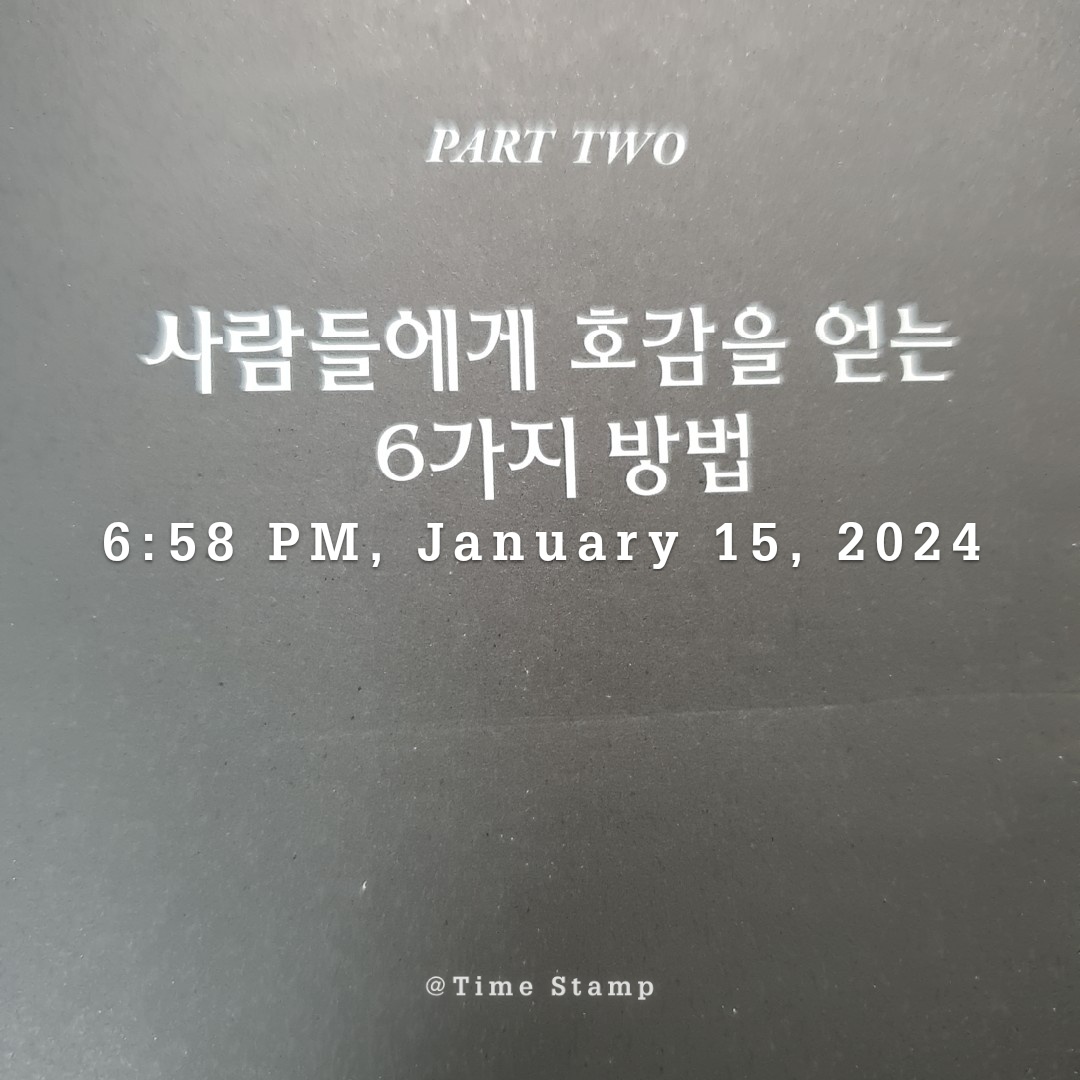 PART TWO
사람들에게 호감을 얻는
6가지 방법
6:58 PM, January 15, 2024
@Time Stamp